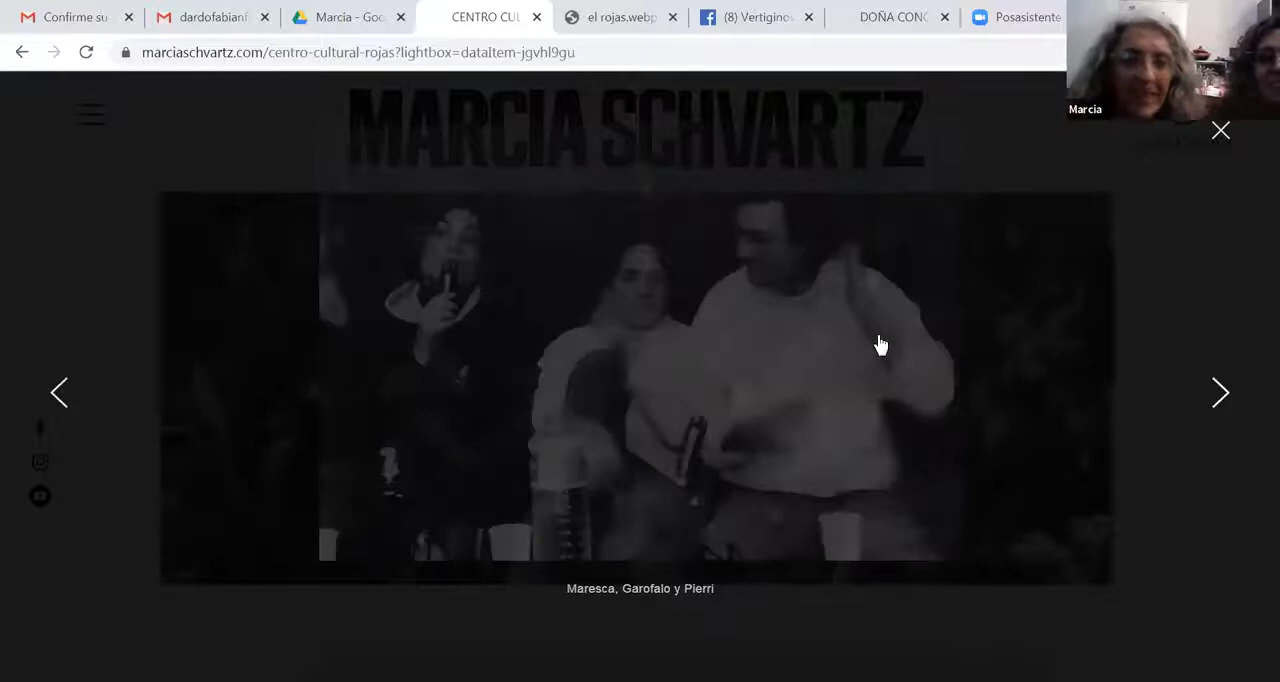 Confirme su
dardofabianf
Marcia - Goo
CENTRO CUL
el rojas.webp
(8) Vertigino
DOÑA CONC
Posasistente
marciaschvartz.com/centro-cultural-rojas?lightbox=dataItem-jgvhl9gu
Marcia
MARCIA SCHVARTZ
Maresca, Garofalo y Pierri